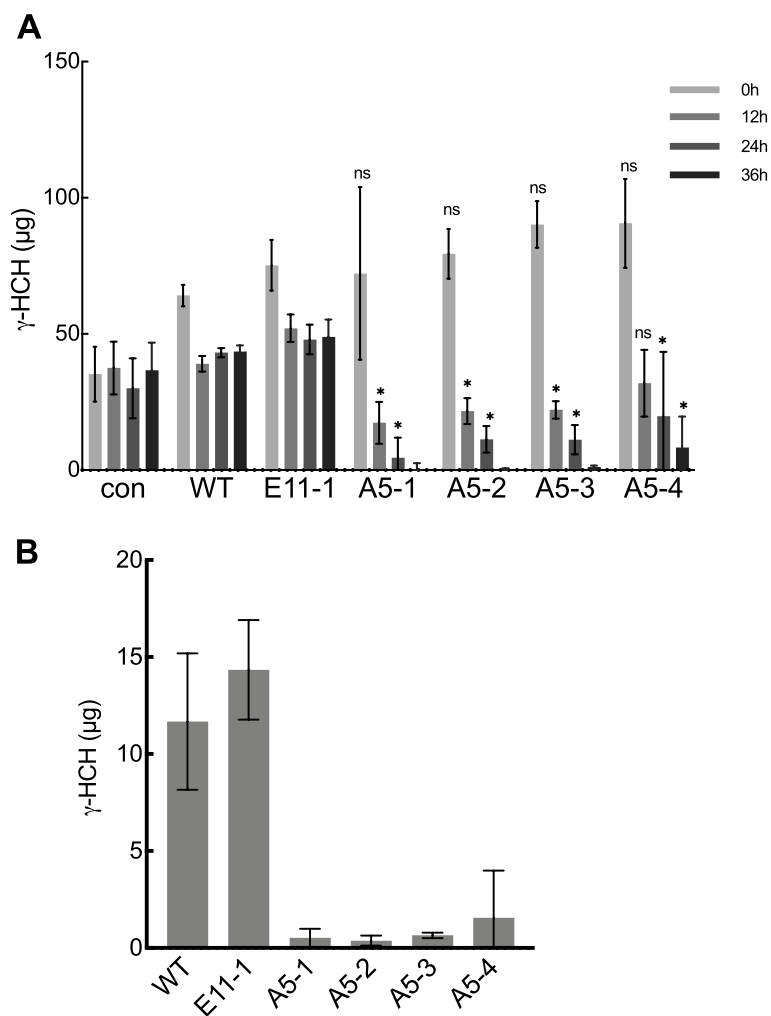 A
150
100
50
0
γ-HCH (µg)
0h
12h
24h
36h
ns
ns
ns
ns
ns
*
*
*
*
*
*
*
*
con WT E11-1 A5-1 A5-2 A5-3 A5-4
B
20
15
10
5
0
γ-HCH (µg)
WT E11-1 A5-1 A5-2 A5-3 A5-4